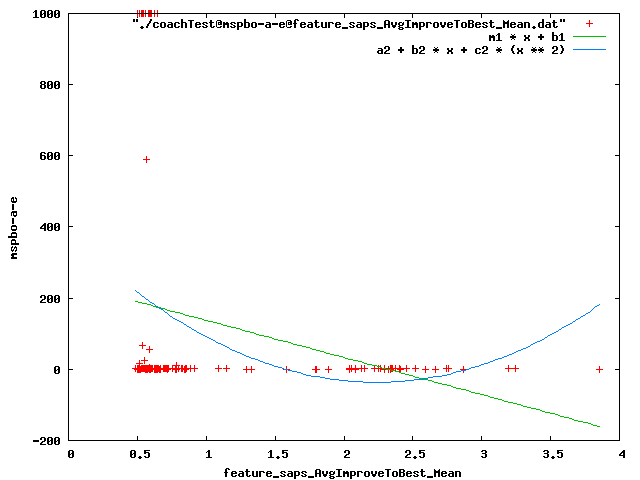 "./coachTest@mspbo-a-e@feature_saps_AvgImproveToBest_Mean.dat"
m1 * x + b1
a2 + b2 * x + c2 * (x ** 2)
1000
800
600
400
200
0
-200
mspbo-a-e
0 0.5 1 1.5 2 2.5 3 3.5 4
feature_saps_AvgImproveToBest_Mean